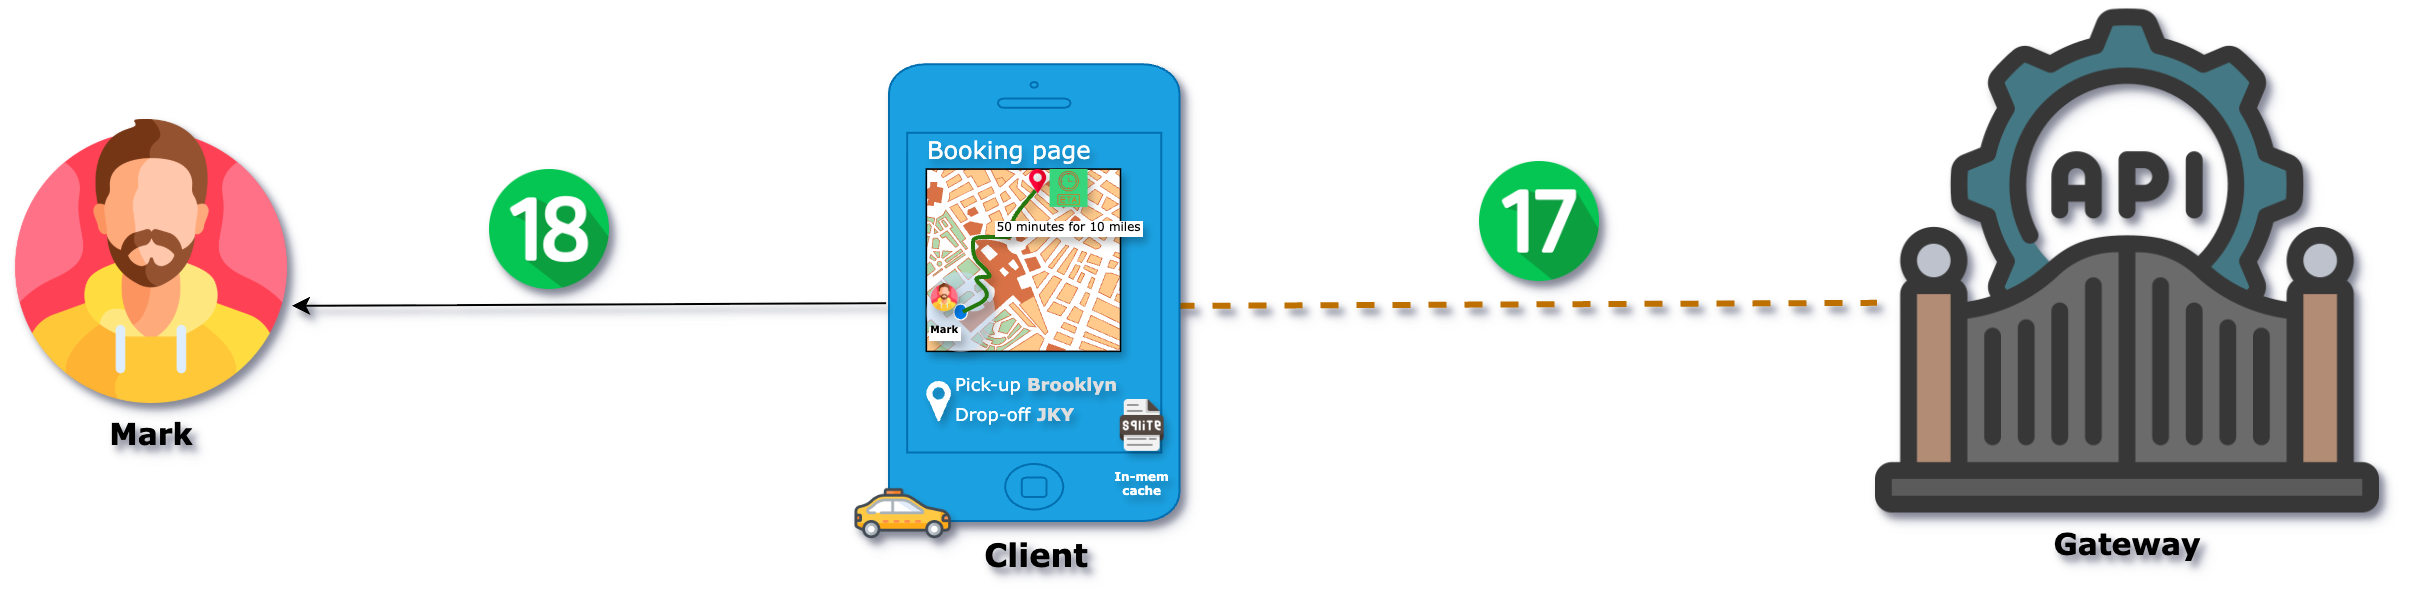 18
17
API
Booking page
ETA
50 minutes for 10 miles
Mark
Pick-up Brooklyn
Drop-off JKY
SQLITE
In-mem
cache
Mark
Client
Gateway